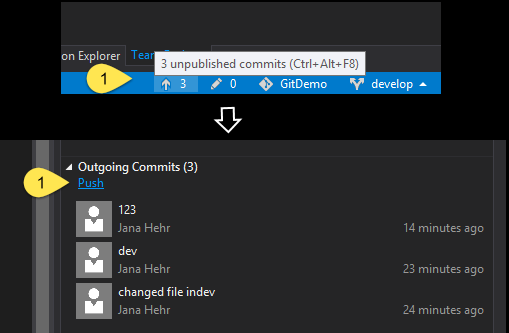 on Explorer
3 unpublished commits (Ctrl+Alt+F8)
1
3
0
GitDemo
develop
Outgoing Commits (3)
1
Push
123
Jana Hehr
14 minutes ago
dev
Jana Hehr
23 minutes ago
changed file indev
Jana Hehr
24 minutes ago